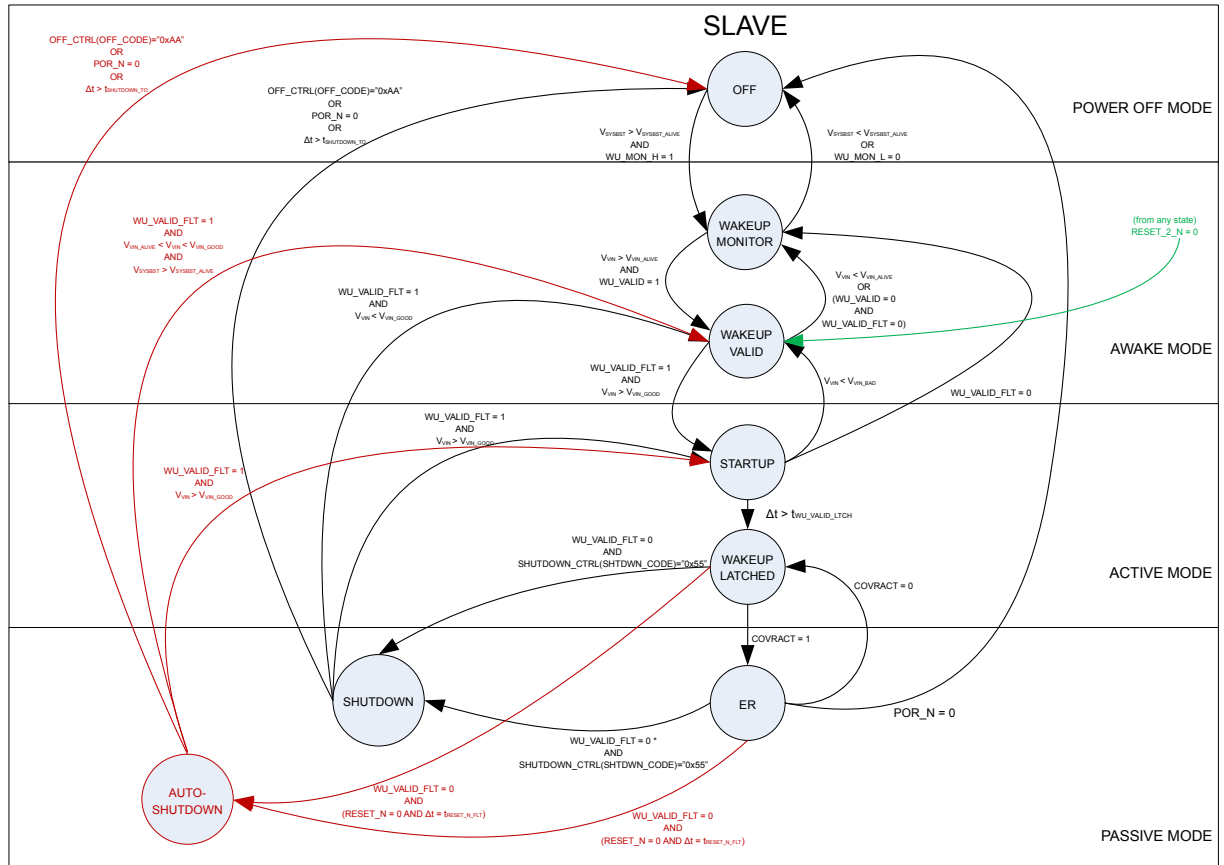 SLAVE
OFF_CTRL(OFF_CODE)="0xAA"
OR
POR_N = 0
OR
Δt > tSHUTDOWN_TO
OFF_CTRL(OFF_CODE)="0xAA"
OR
POR_N = 0
OR
Δt > tSHUTDOWN_TO
OFF
POWER OFF MODE
VSYSBST > VSYSBST_ALIVE
AND
WU_MON_H = 1
VSYSBST < VSYSBST_ALIVE
OR
WU_MON_L = 0
WU_VALID_FLT = 1
AND
VVIN_ALIVE < VVIN < VVIN_GOOD
AND
VSYSBST > VSYSBST_ALIVE
WAKEUP
MONITOR
(from any state)
RESET_2_N = 0
VVIN > VVIN_ALIVE
AND
WU_VALID = 1
VVIN < VVIN_ALIVE
OR
(WU_VALID = 0
AND
WU_VALID_FLT = 0)
WU_VALID_FLT = 1
AND
VVIN < VVIN_GOOD
WAKEUP
VALID
AWAKE MODE
WU_VALID_FLT = 1
AND
VVIN > VVIN_GOOD
VVIN < VVIN_BAD
WU_VALID_FLT = 0
WU_VALID_FLT = 1
AND
VVIN > VVIN_GOOD
WU_VALID_FLT = 1
AND
VVIN > VVIN_GOOD
STARTUP
Δt > tWU_VALID_LTCH
WU_VALID_FLT = 0
AND
SHUTDOWN_CTRL(SHTDWN_CODE)="0x55"
WAKEUP
LATCHED
ACTIVE MODE
COVRACT = 0
COVRACT = 1
SHUTDOWN
ER
POR_N = 0
WU_VALID_FLT = 0 *
AND
SHUTDOWN_CTRL(SHTDWN_CODE)="0x55"
AUTO-
SHUTDOWN
WU_VALID_FLT = 0
AND
(RESET_N = 0 AND Δt = tRESET_N_FLT)
WU_VALID_FLT = 0
AND
(RESET_N = 0 AND Δt = tRESET_N_FLT)
PASSIVE MODE